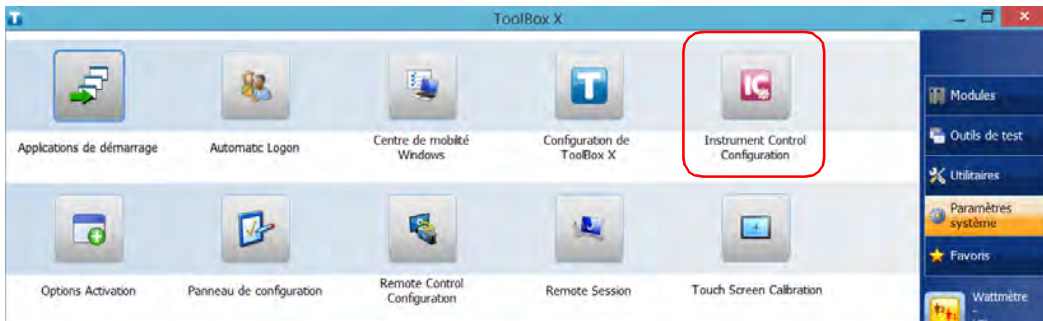 ToolBox X
Applications de démarrage
Automatic Logon
Centre de mobilité
Windows
Configuration de
ToolBox X
Instrument Control
Configuration
Options Activation
Panneau de configuration
Remote Control
Configuration
Remote Session
Touch Screen Calibration
Modules
Outils de test
Utilitaires
Paramètres
système
Favoris
Wattmètre